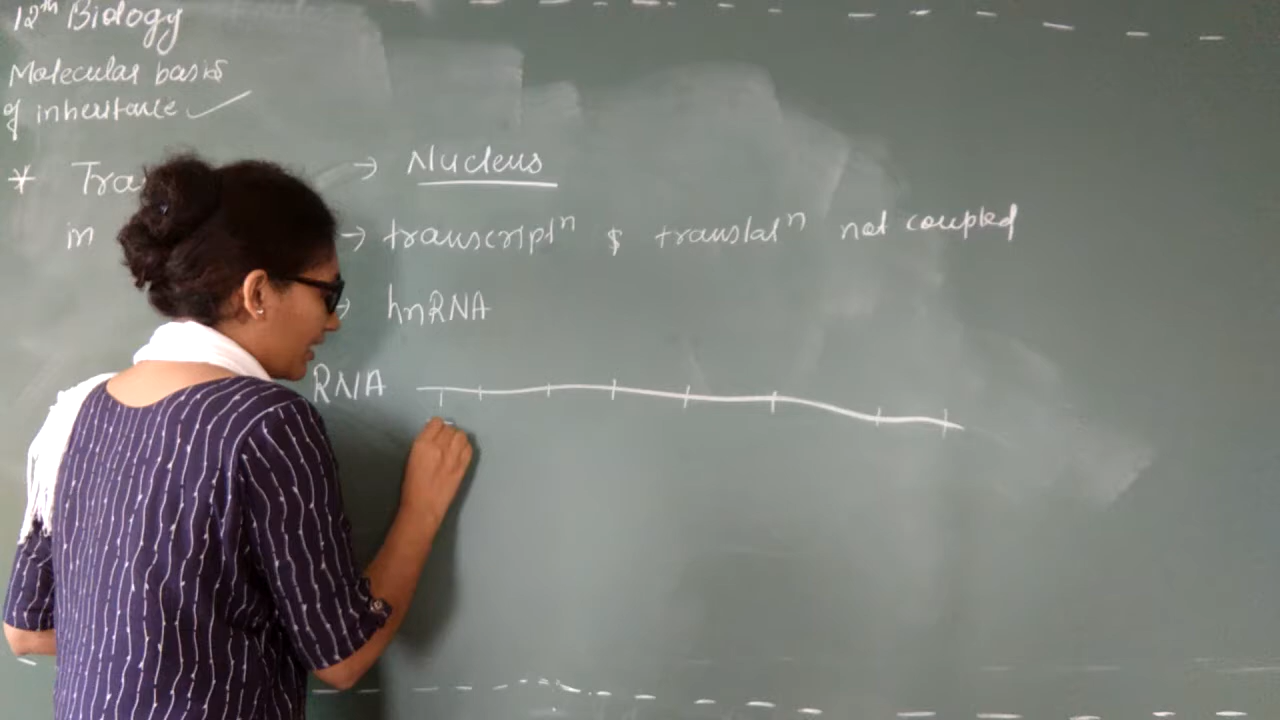 12th Biology
Molecular basis
of inheritance
* Tra → Nucleus
in → transcriptⁿ & translatⁿ not coupled
→ hnRNA
RNA